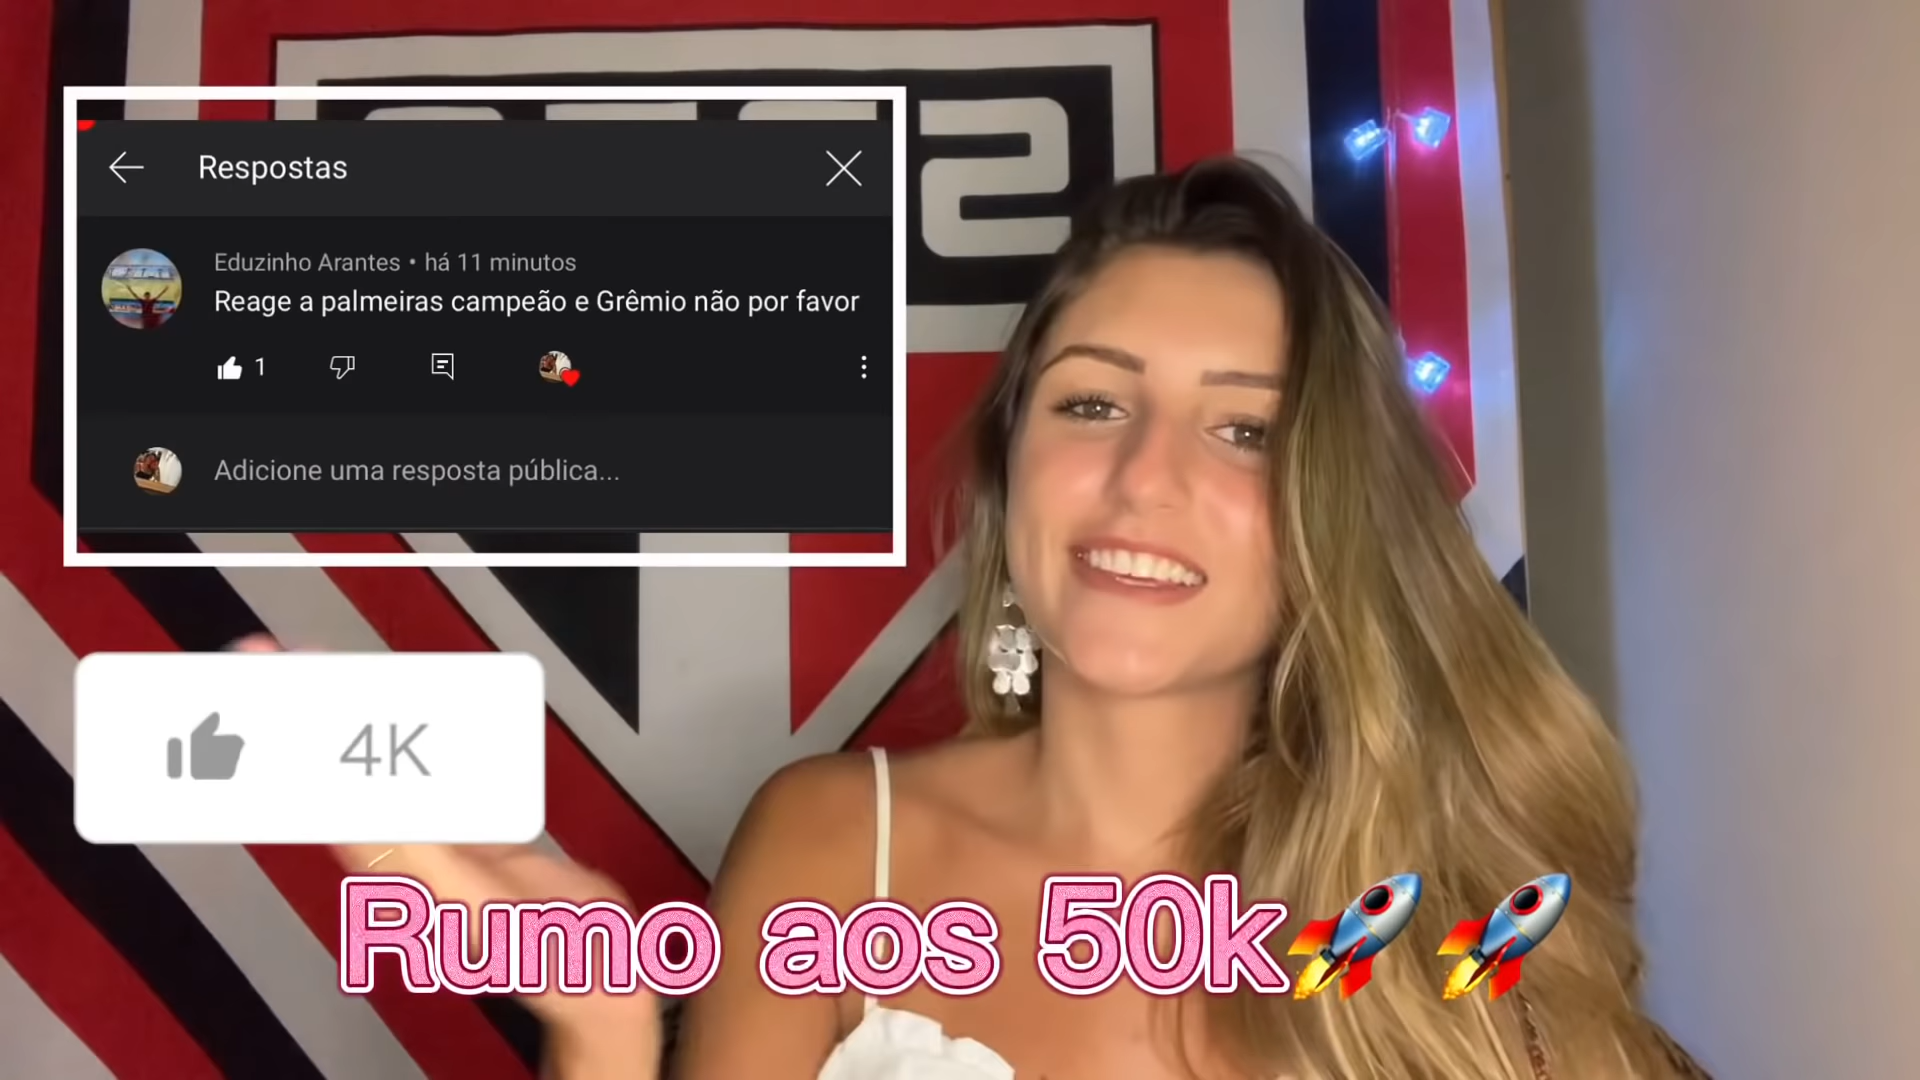 Respostas
Eduzinho Arantes • há 11 minutos
Reage a palmeiras campeão e Grêmio não por favor
1
Adicione uma resposta pública...
4K
Rumo aos 50k🚀🚀